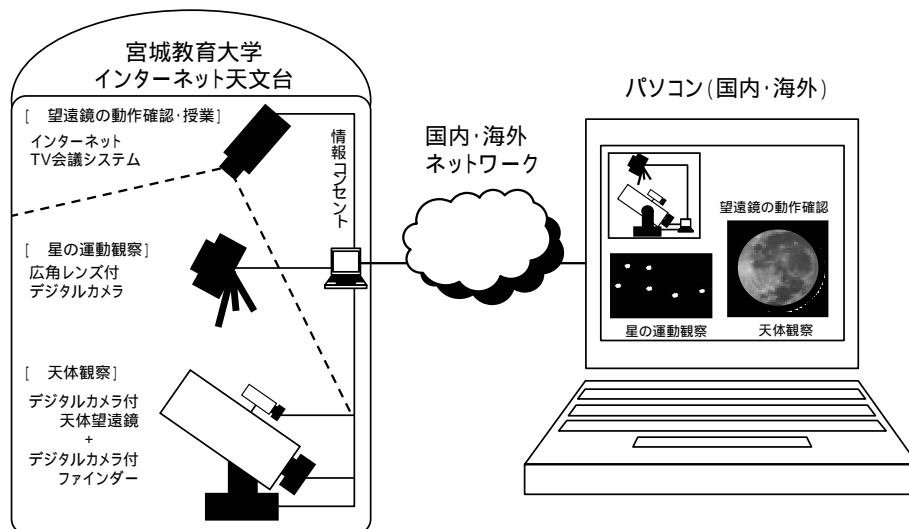 宮城教育大学
インターネット天文台
[ 望遠鏡の動作確認・授業]
インターネット
TV会議システム
情報コンセント
[ 星の運動観察]
広角レンズ付
デジタルカメラ
[ 天体観察]
デジタルカメラ付
天体望遠鏡
+
デジタルカメラ付
ファインダー
国内・海外
ネットワーク
パソコン(国内・海外)
望遠鏡の動作確認
星の運動観察
天体観察